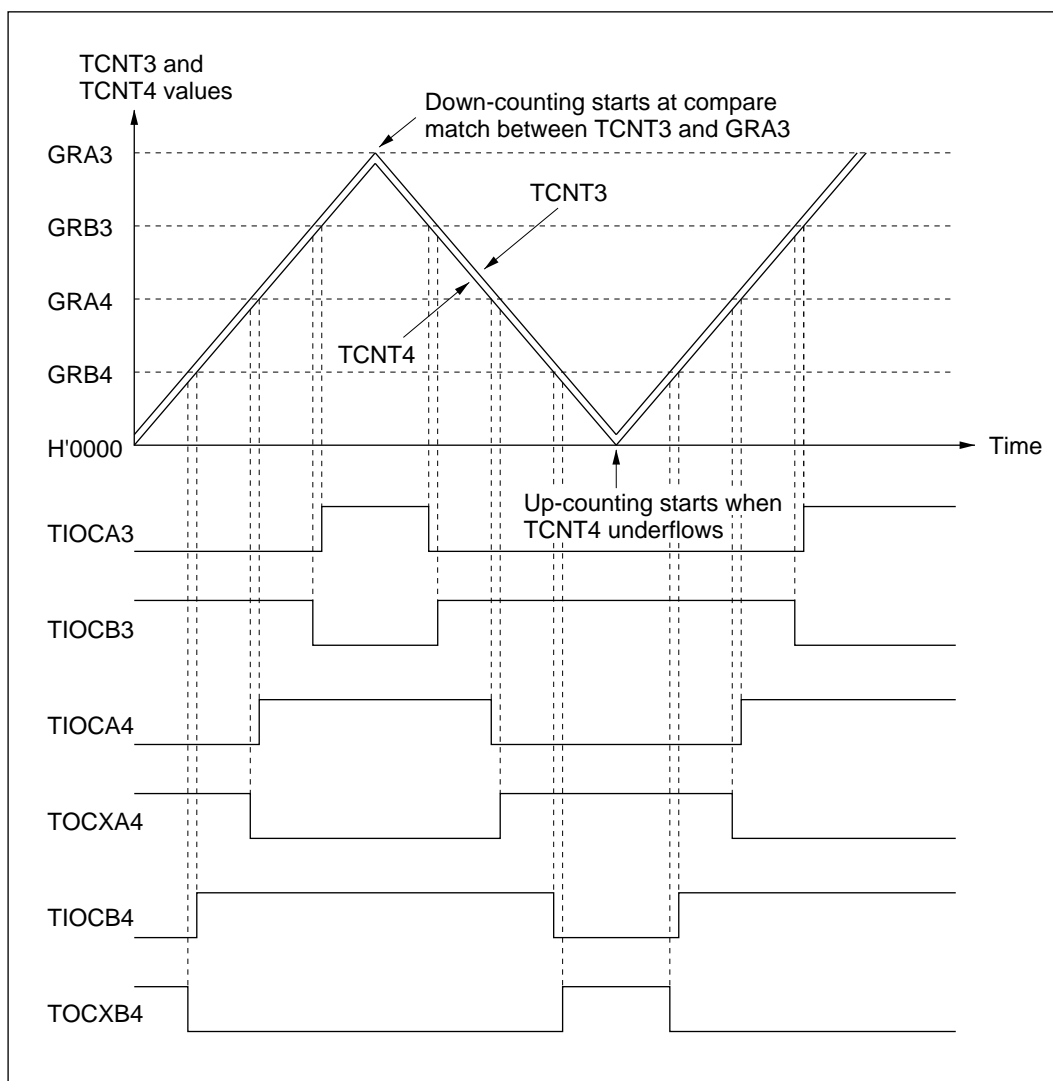 TCNT3 and
TCNT4 values
Down-counting starts at compare
match between TCNT3 and GRA3
GRA3
TCNT3
GRB3
GRA4
TCNT4
GRB4
H'0000
Time
Up-counting starts when
TCNT4 underflows
TIOCA3
TIOCB3
TIOCA4
TOCXA4
TIOCB4
TOCXB4